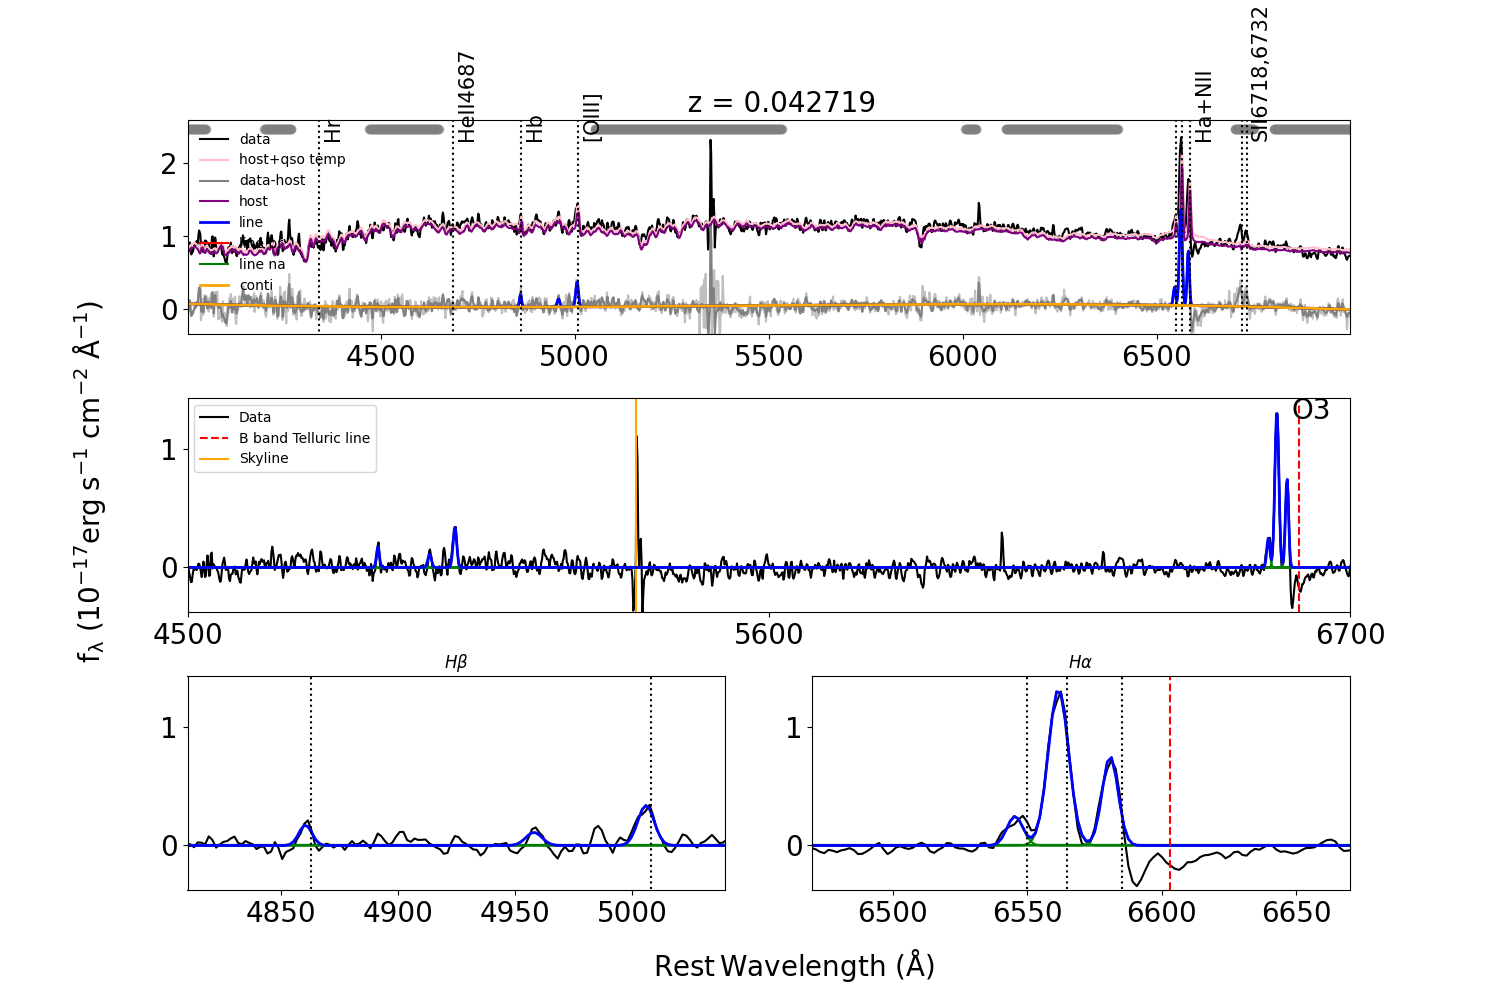 z = 0.042719
Hr
HeII4687
Hb
[OIII]
Ha+NII
SII6718,6732
data
host+qso temp
data-host
host
line
line na
conti
2
1
0
4500
5000
5500
6000
6500
fλ (10−17erg s−1 cm−2 Å−1)
Data
B band Telluric line
Skyline
O3
1
0
4500
5600
6700
Hβ
1
0
4850
4900
4950
5000
Hα
1
0
6500
6550
6600
6650
Rest Wavelength (Å)